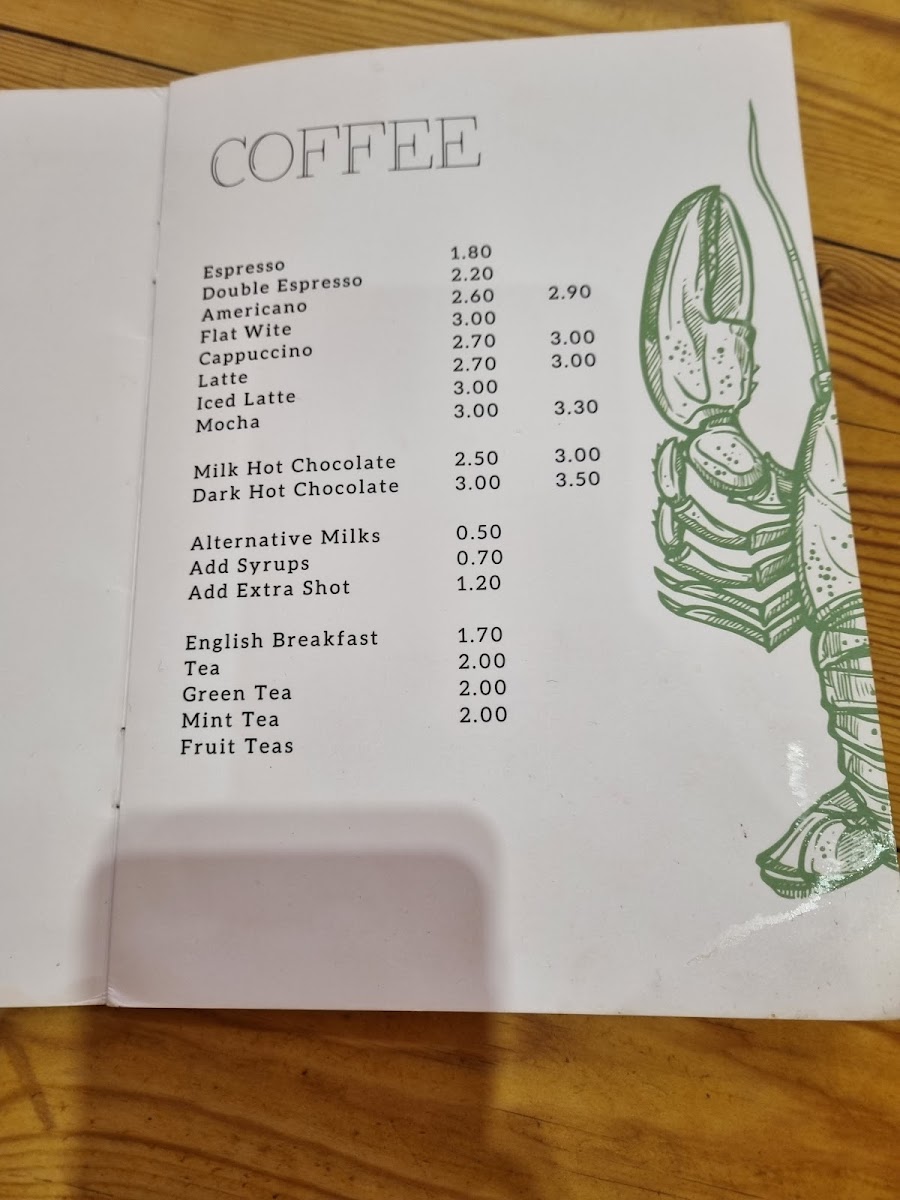 COFFEE
Espresso 1.80
Double Espresso 2.20
Americano 2.60 2.90
Flat Wite 3.00
Cappuccino 2.70 3.00
Latte 2.70 3.00
Iced Latte 3.00
Mocha 3.00 3.30
Milk Hot Chocolate 2.50 3.00
Dark Hot Chocolate 3.00 3.50
Alternative Milks 0.50
Add Syrups 0.70
Add Extra Shot 1.20
English Breakfast 1.70
Tea 2.00
Green Tea 2.00
Mint Tea 2.00
Fruit Teas